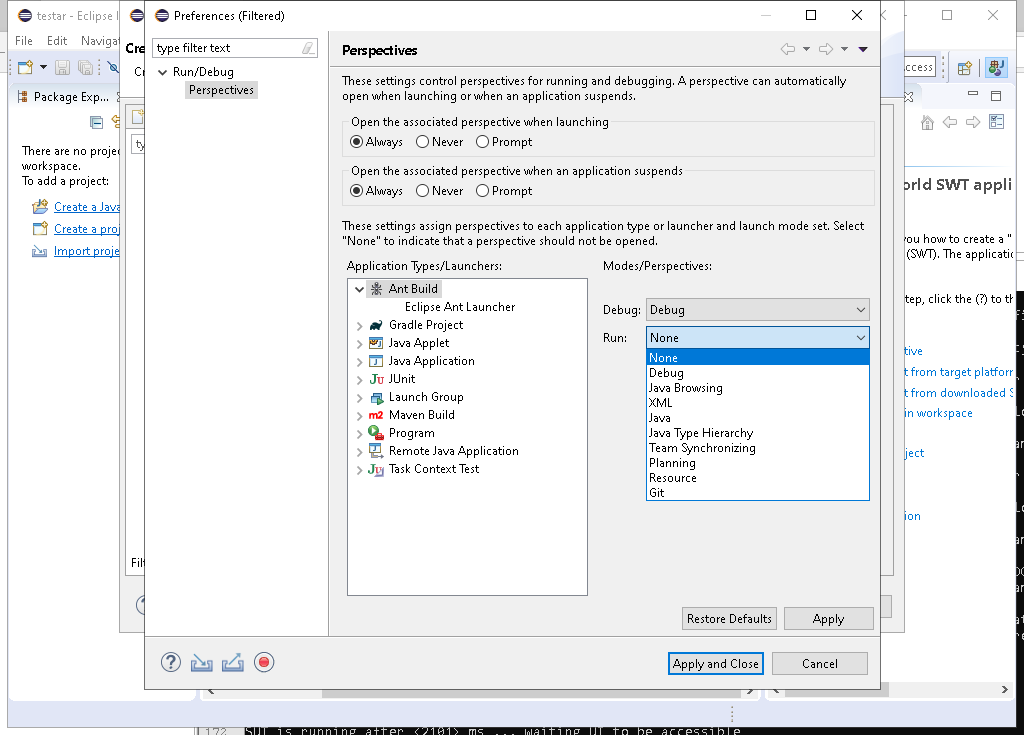 testar - Eclipse I
Preferences (Filtered)
File Edit Navigat
Cre
type filter text
Perspectives
Run/Debug
Perspectives
These settings control perspectives for running and debugging. A perspective can automatically
open when launching or when an application suspends.
ccess
Package Exp...
Open the associated perspective when launching
Always Never Prompt
There are no projec
workspace.
To add a project:
Open the associated perspective when an application suspends
Always Never Prompt
orld SWT appli
Create a Java
Create a proj
Import proje
These settings assign perspectives to each application type or launcher and launch mode set. Select
"None" to indicate that a perspective should not be opened.
you how to create a "
(SWT). The applicatio
Application Types/Launchers:
Modes/Perspectives:
Ant Build
Eclipse Ant Launcher
Gradle Project
Java Applet
Java Application
JUnit
Launch Group
Maven Build
Program
Remote Java Application
Task Context Test
Debug: Debug
Run: None
None
Debug
Java Browsing
XML
Java
Java Type Hierarchy
Team Synchronizing
Planning
Resource
Git
tep, click the (?) to th
tive
t from target platform
t from downloaded S
in workspace
ject
ion
Filt
Restore Defaults Apply
Apply and Close Cancel
172 SUT is running after <2101> ms ... waiting UI to be accessible